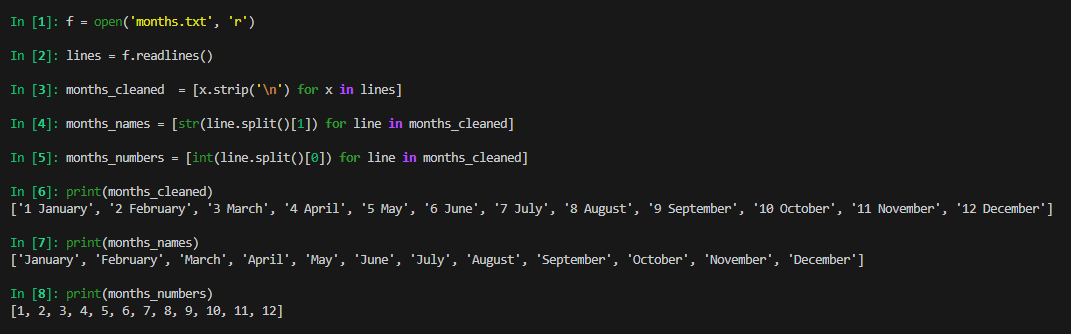 In [1]: f = open('months.txt', 'r')
In [2]: lines = f.readlines()
In [3]: months_cleaned  = [x.strip('\n') for x in lines]
In [4]: months_names = [str(line.split()[1]) for line in months_cleaned]
In [5]: months_numbers = [int(line.split()[0]) for line in months_cleaned]
In [6]: print(months_cleaned)
['1 January', '2 February', '3 March', '4 April', '5 May', '6 June', '7 July', '8 August', '9 September', '10 October', '11 November', '12 December']
In [7]: print(months_names)
['January', 'February', 'March', 'April', 'May', 'June', 'July', 'August', 'September', 'October', 'November', 'December']
In [8]: print(months_numbers)
[1, 2, 3, 4, 5, 6, 7, 8, 9, 10, 11, 12]